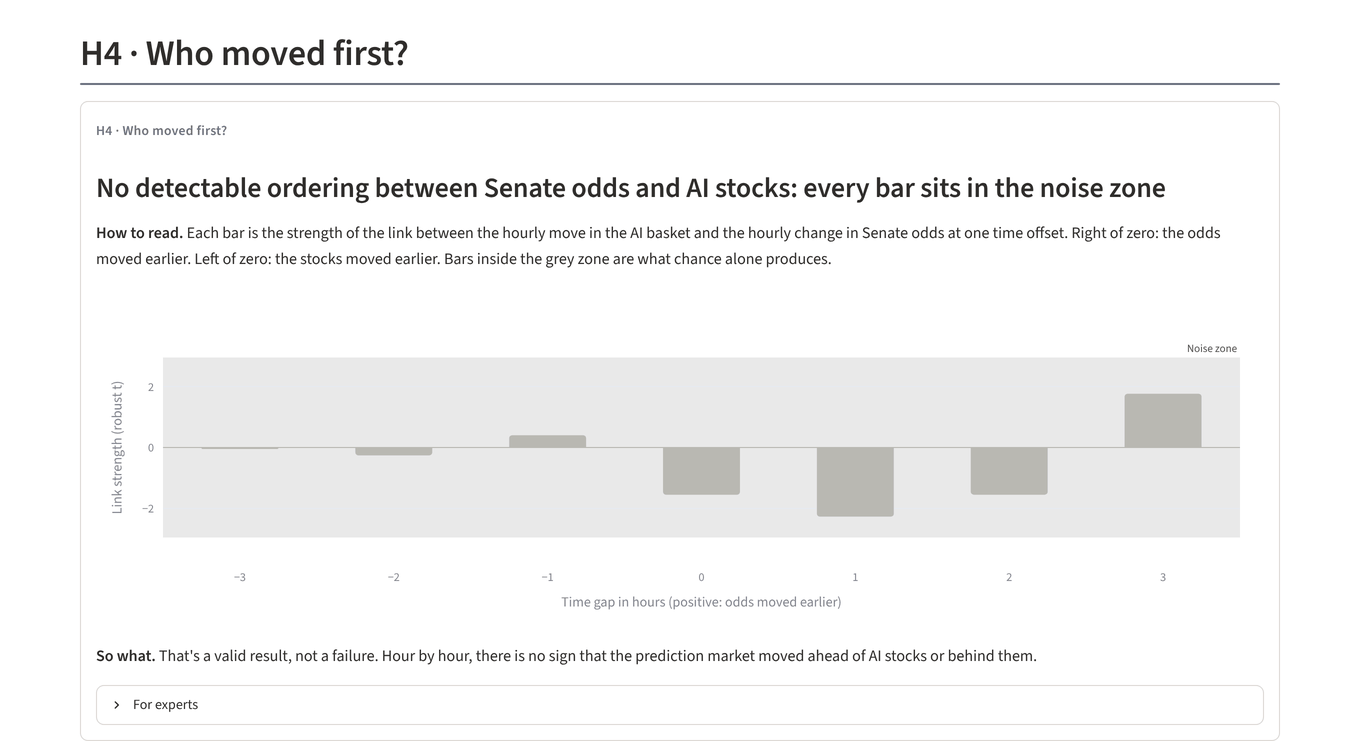 H4 · Who moved first?
H4 · Who moved first?
No detectable ordering between Senate odds and AI stocks: every bar sits in the noise zone
How to read. Each bar is the strength of the link between the hourly move in the AI basket and the hourly change in Senate odds at one time offset. Right of zero: the odds
moved earlier. Left of zero: the stocks moved earlier. Bars inside the grey zone are what chance alone produces.
Noise zone
Link strength (robust t)
2
0
−2
−3 −2 −1 0 1 2 3
Time gap in hours (positive: odds moved earlier)
So what. That's a valid result, not a failure. Hour by hour, there is no sign that the prediction market moved ahead of AI stocks or behind them.
For experts